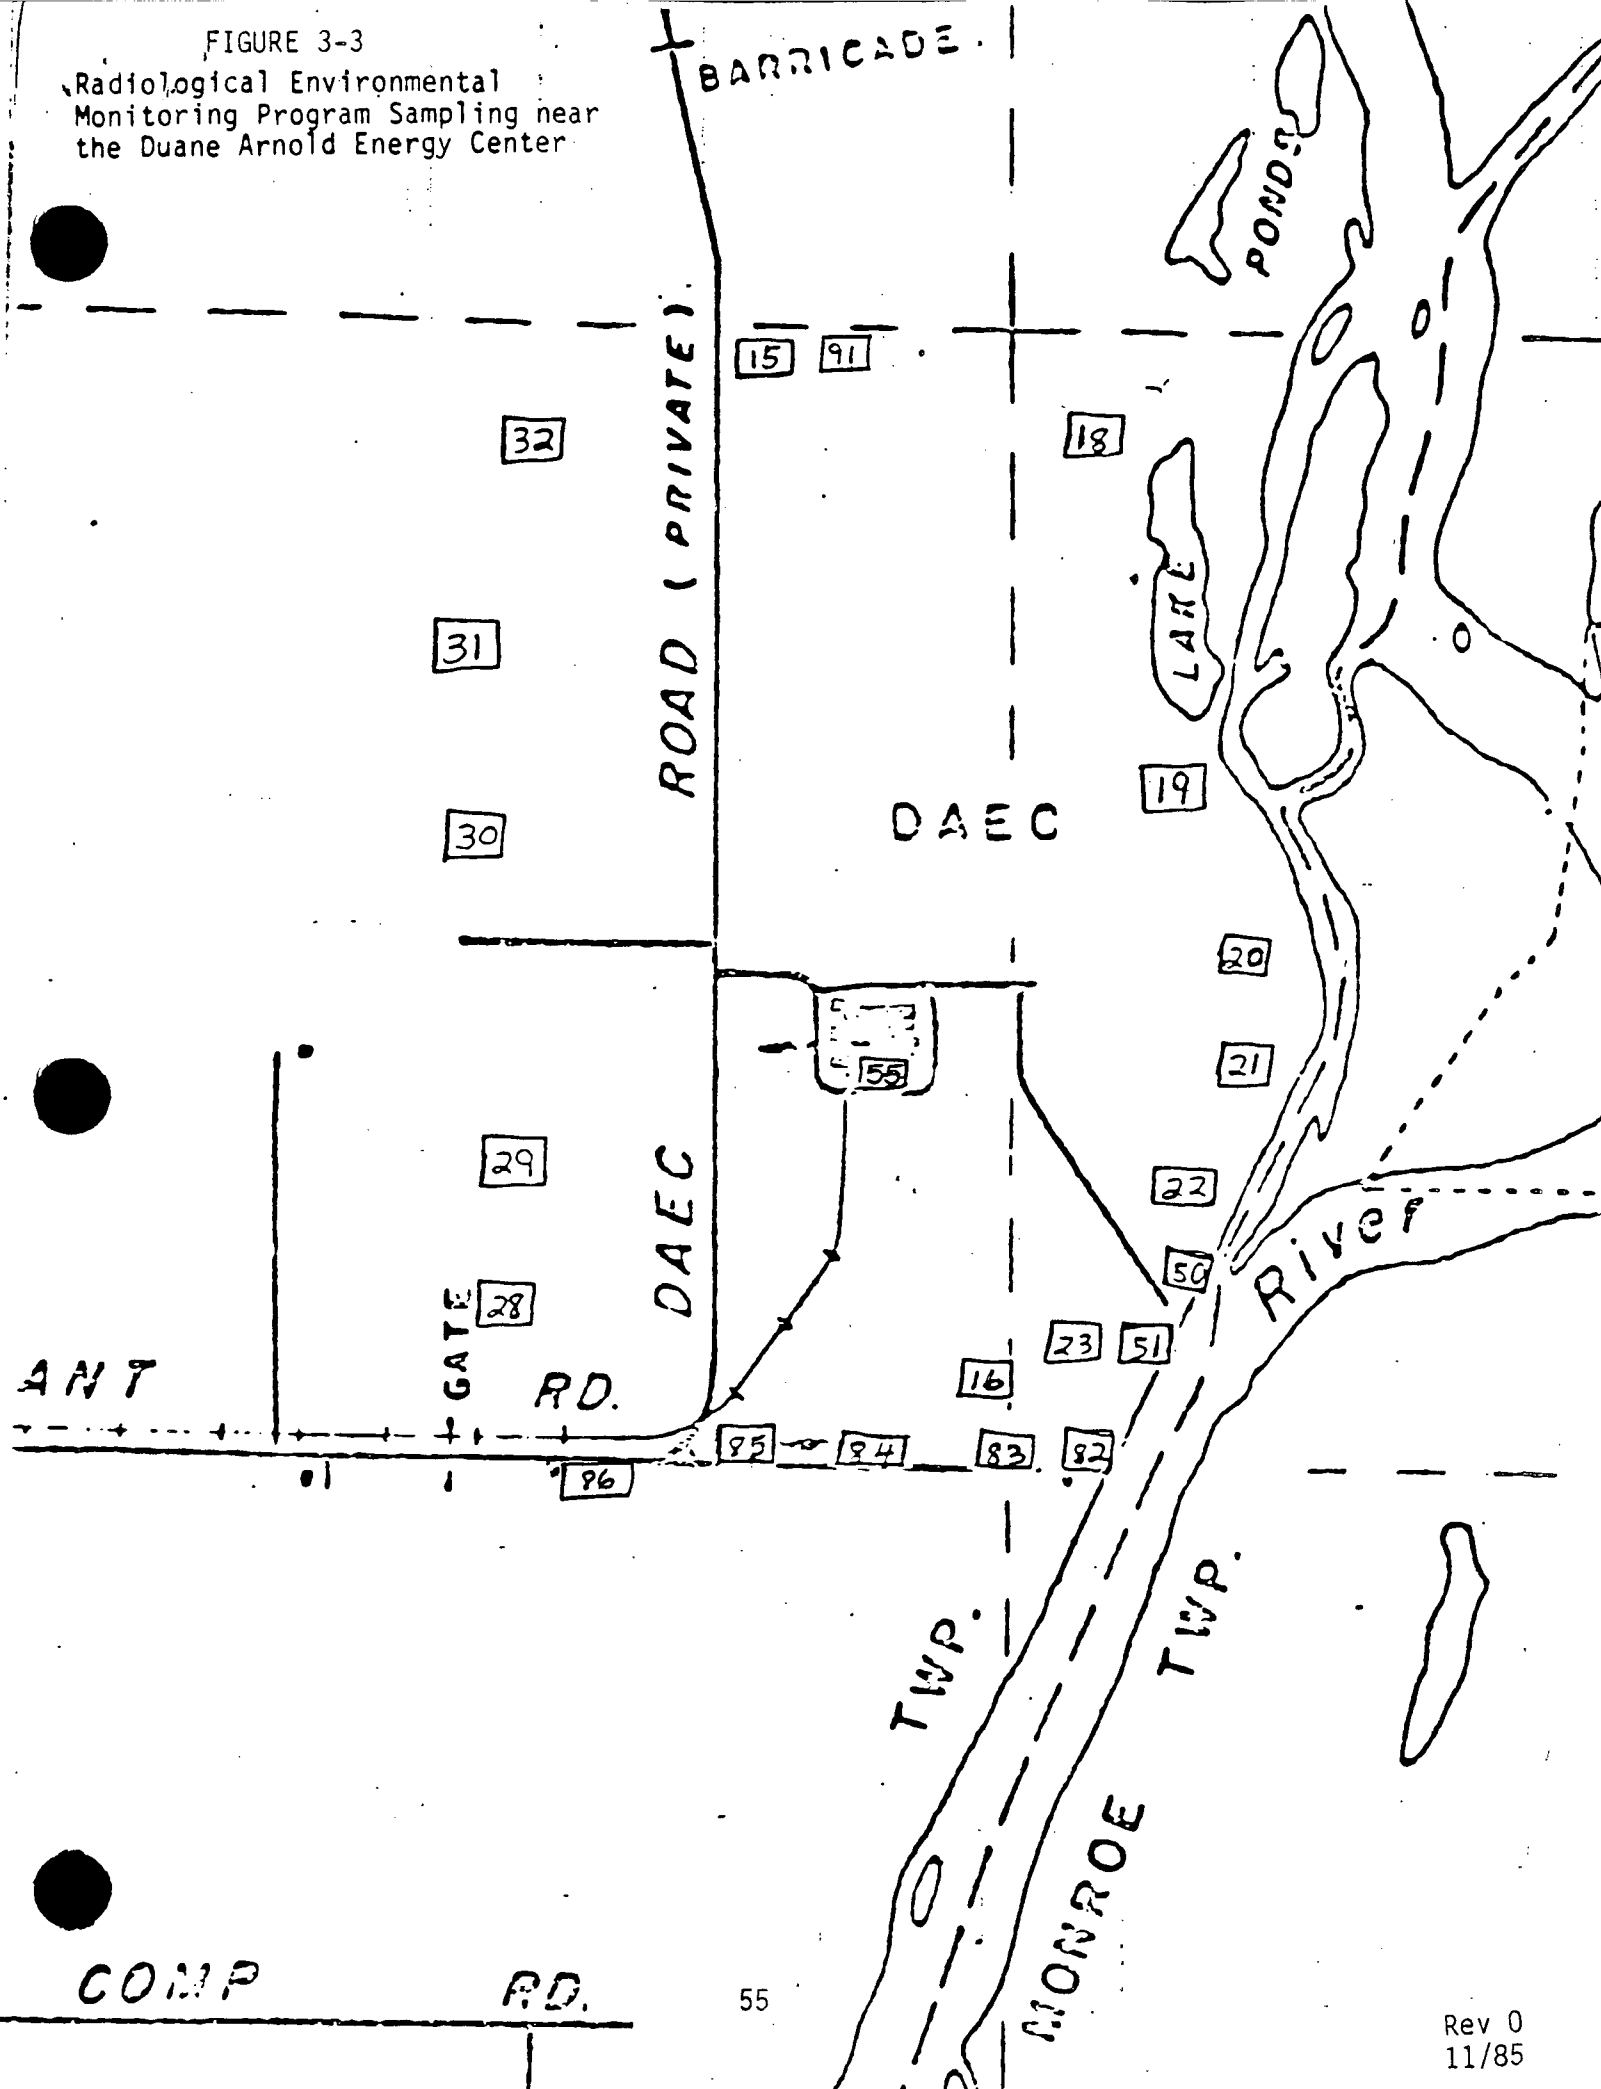 FIGURE 3-3
Radiological Environmental
Monitoring Program Sampling near
the Duane Arnold Energy Center
BARRICADE.
PONDS
ROAD (PRIVATE).
15
91
32
18
LAKE
31
19
30
DAEC
20
55
21
29
DAEC
22
River
50
28
GATE
23
51
16
ANT
RD.
85
84
83
82
86
TWP.
TWP.
MONROE
COMP RD.
55
Rev 0
11/85